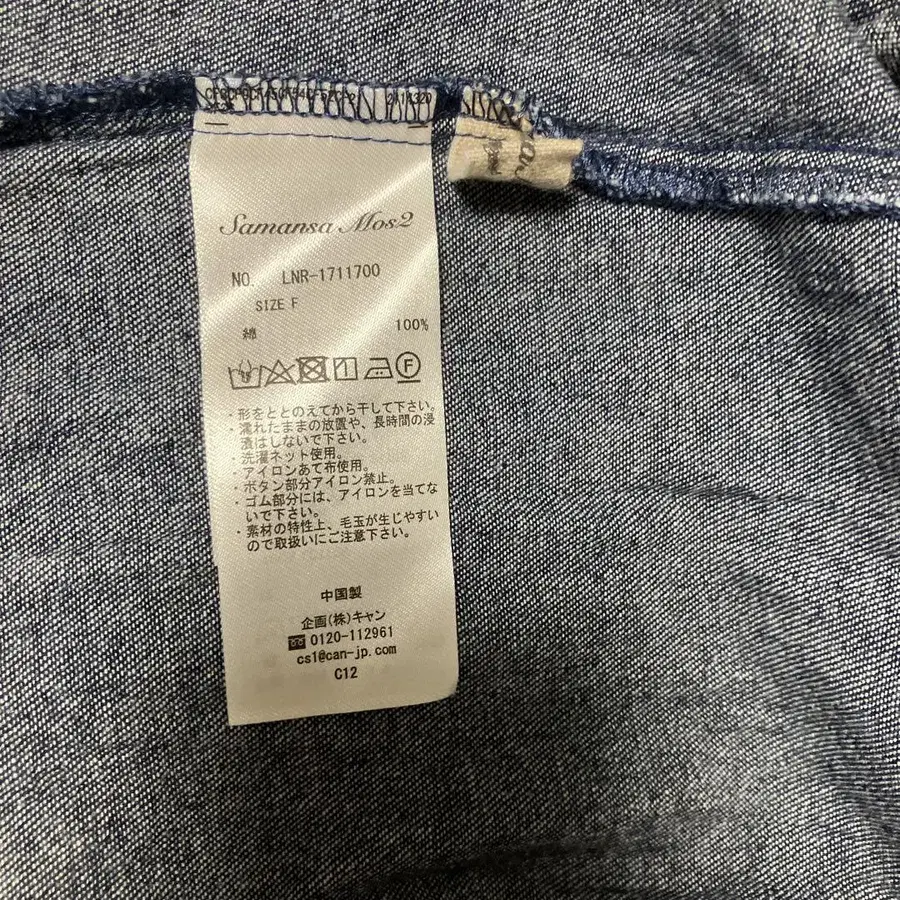 Samansa Mos2
NO. LNR-1711700
SIZE F
綿 100%
F
・形をととのえてから干して下さい。
・濡れたままの放置や、長時間の浸
漬はしないで下さい。
・洗濯ネット使用。
・アイロンあて布使用。
・ボタン部分アイロン禁止。
・ゴム部分には、アイロンを当てな
いで下さい。
・素材の特性上、毛玉が生じやすい
ので取扱いにご注意下さい。
中国製
企画(株)キャン
0120-112961
cs1@can-jp.com
C12